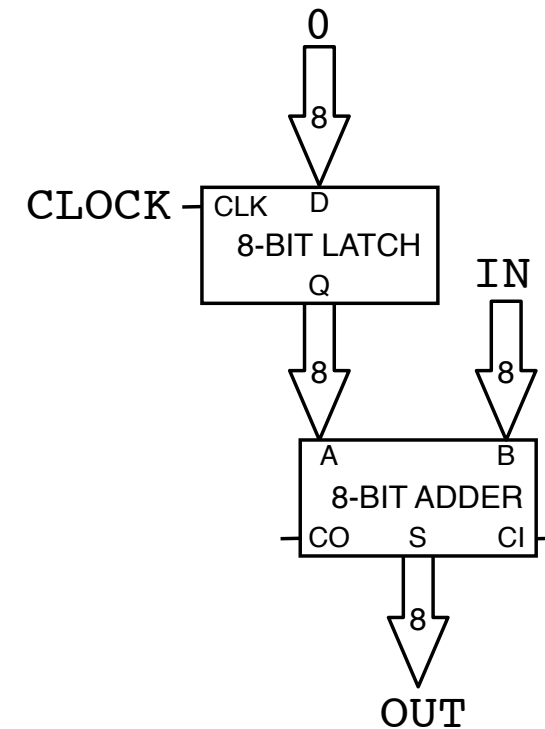 0
8
CLOCK CLK D
8-BIT LATCH
Q
IN
8 8
A B
8-BIT ADDER
CO S CI
8
OUT